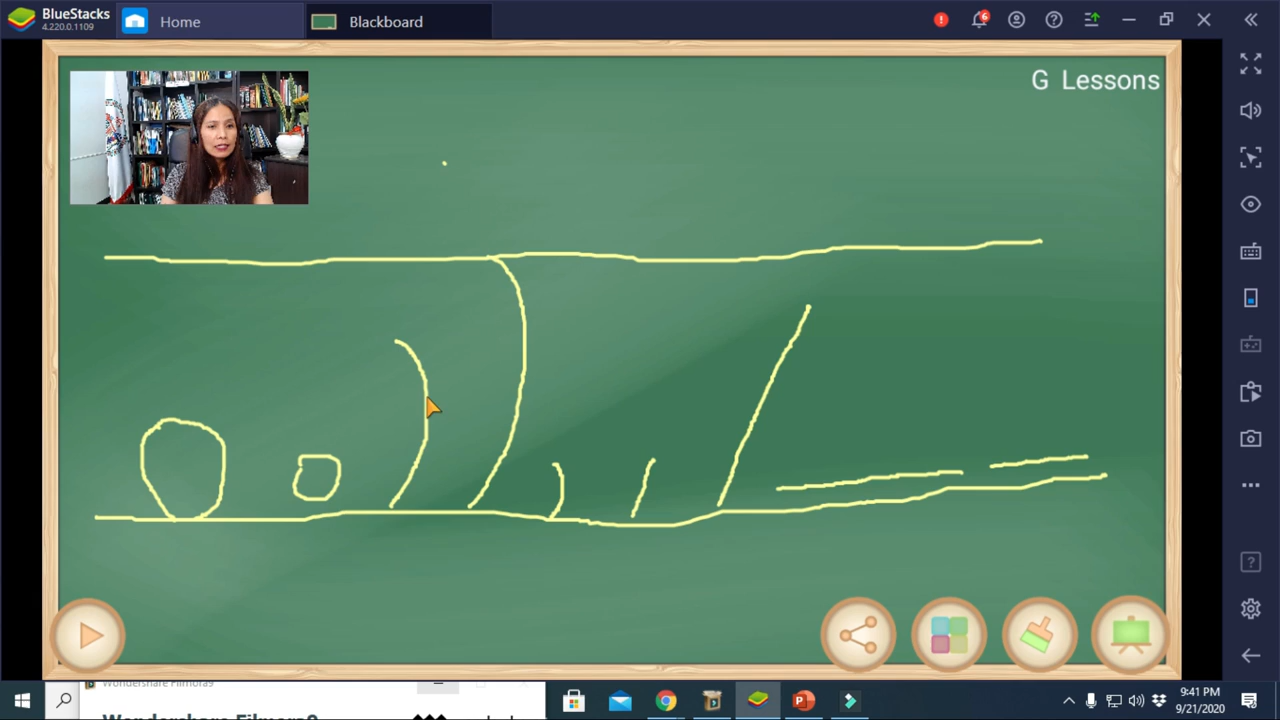 BlueStacks
4.220.0.1109
Home
Blackboard
6
G Lessons
Wondershare Filmora9
9:41 PM
9/21/2020